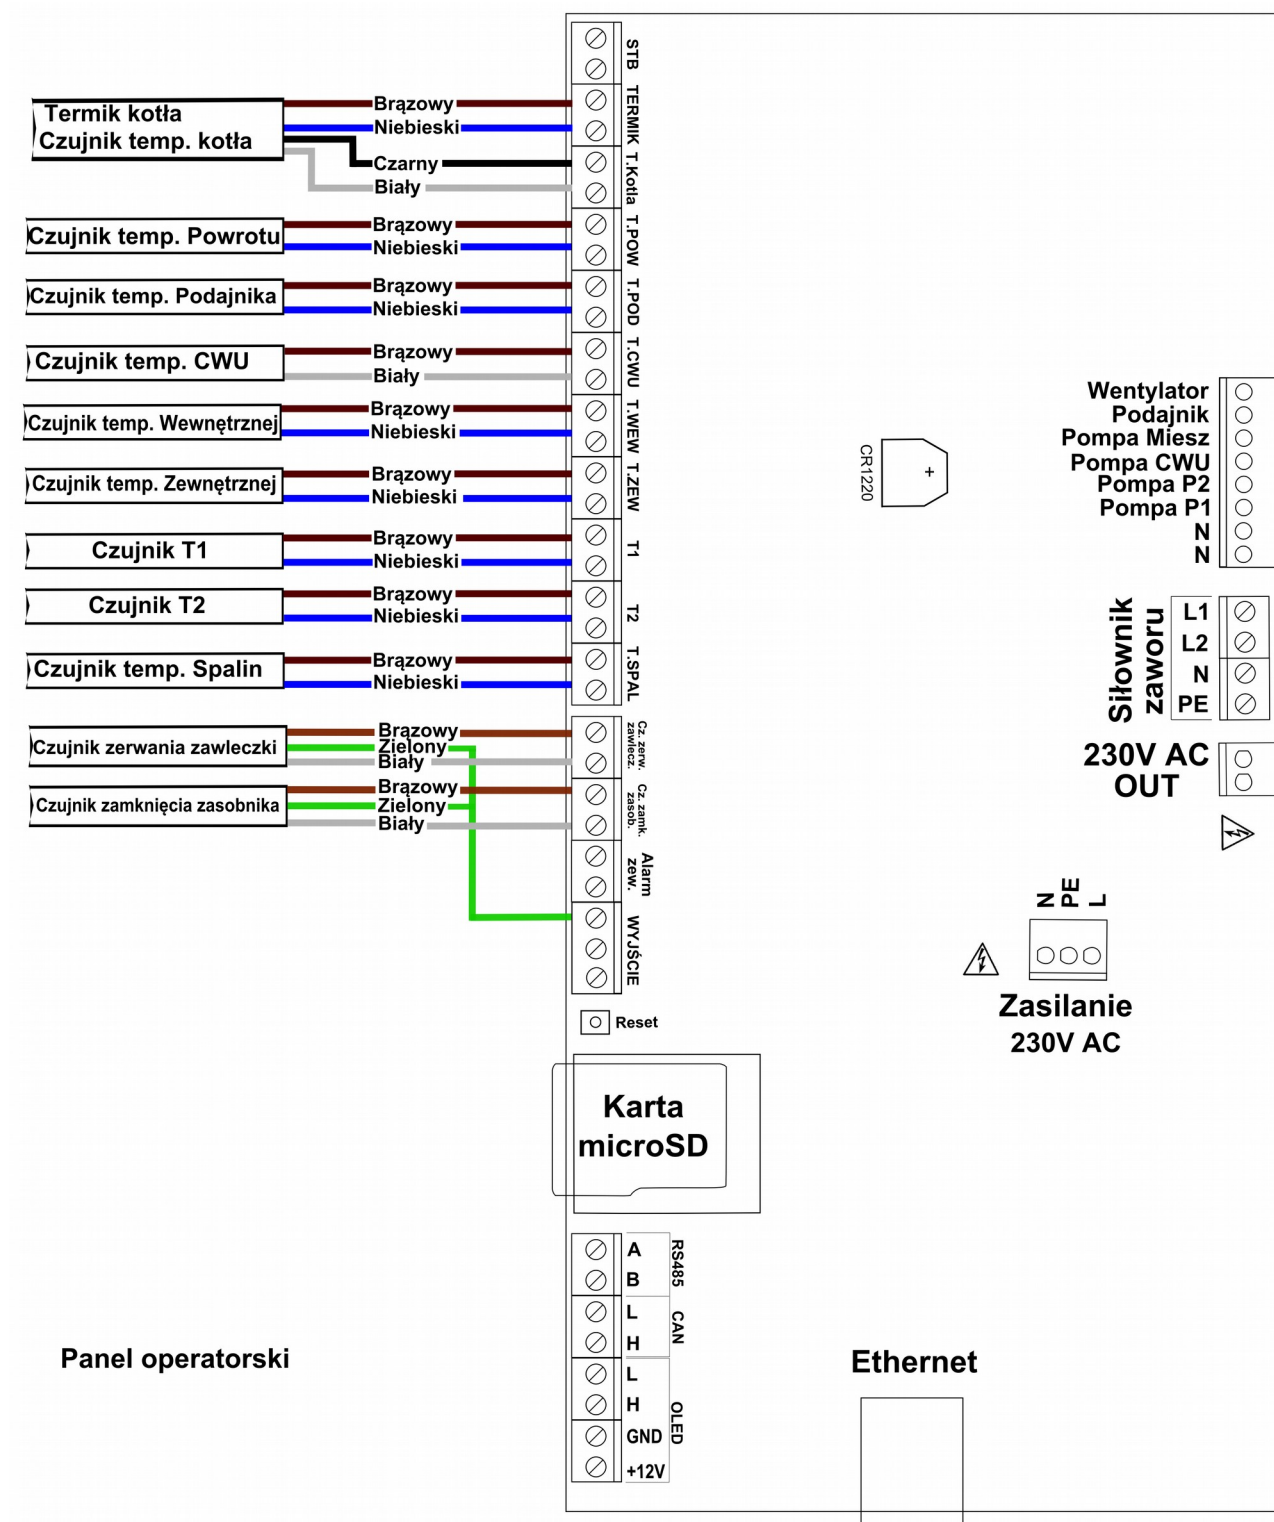 STB
TERMIK
T.Kotla
T.POW
T.POD
T.CWU
T.WEW
T.ZEW
T1
T2
T.SPAL
Cz. zerw.
zawlecz.
Cz. zamk.
zasob.
Alarm
zew.
WYJŚCIE
Termik kotła
Czujnik temp. kotła
Brązowy
Niebieski
Czarny
Biały
Czujnik temp. Powrotu
Brązowy
Niebieski
Czujnik temp. Podajnika
Brązowy
Niebieski
Czujnik temp. CWU
Brązowy
Biały
Czujnik temp. Wewnętrznej
Brązowy
Niebieski
Czujnik temp. Zewnętrznej
Brązowy
Niebieski
Czujnik T1
Brązowy
Niebieski
Czujnik T2
Brązowy
Niebieski
Czujnik temp. Spalin
Brązowy
Niebieski
Czujnik zerwania zawleczki
Brązowy
Zielony
Biały
Czujnik zamknięcia zasobnika
Brązowy
Zielony
Biały
Reset
Karta
microSD
A
B
RS485
L
H
CAN
L
H
GND
+12V
OLED
Panel operatorski
CR1220
+
Wentylator
Podajnik
Pompa Miesz
Pompa CWU
Pompa P2
Pompa P1
N
N
Siłownik
zaworu
L1
L2
N
PE
230V AC
OUT
N
PE
L
Zasilanie
230V AC
Ethernet